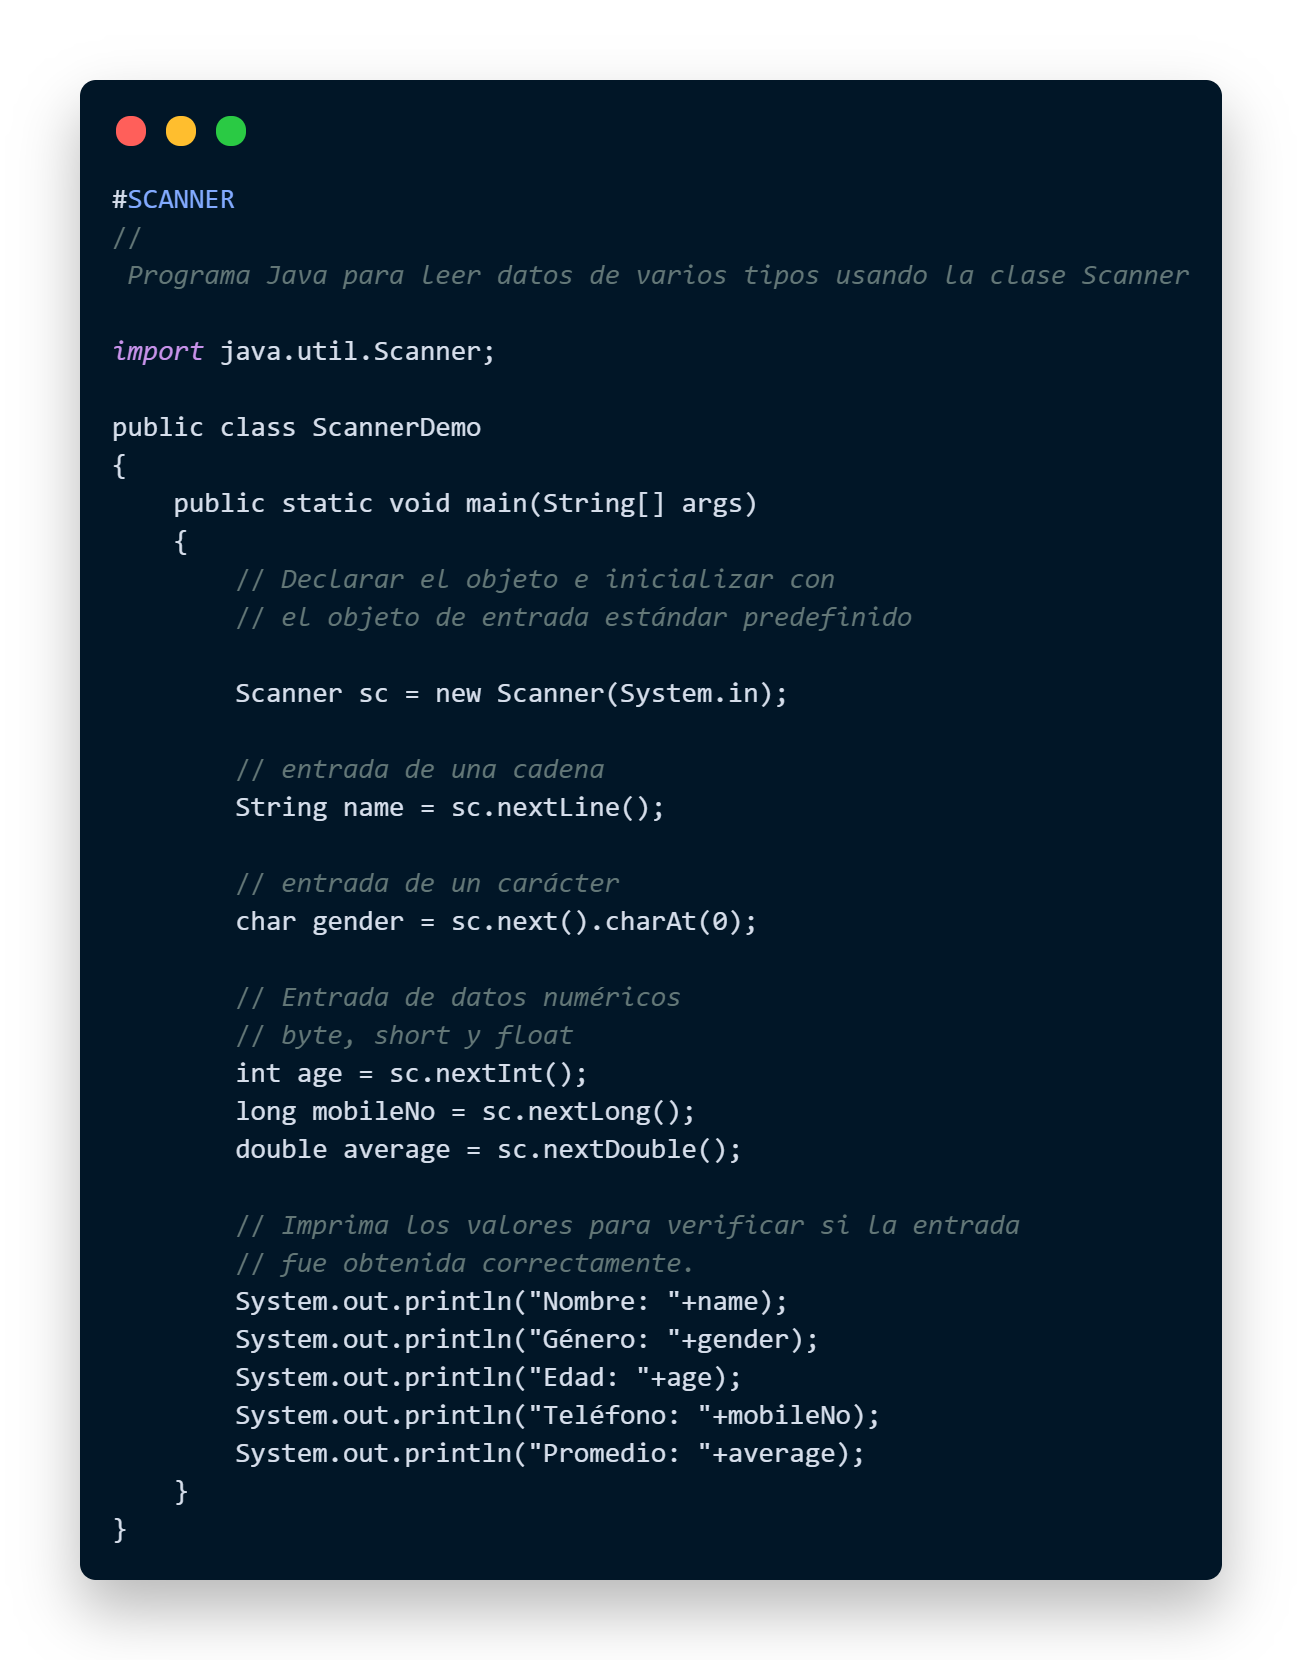 #SCANNER
//
Programa Java para leer datos de varios tipos usando la clase Scanner
import java.util.Scanner;
public class ScannerDemo
{
public static void main(String[] args)
{
// Declarar el objeto e inicializar con
// el objeto de entrada estándar predefinido
Scanner sc = new Scanner(System.in);
// entrada de una cadena
String name = sc.nextLine();
// entrada de un carácter
char gender = sc.next().charAt(0);
// Entrada de datos numéricos
// byte, short y float
int age = sc.nextInt();
long mobileNo = sc.nextLong();
double average = sc.nextDouble();
// Imprima los valores para verificar si la entrada
// fue obtenida correctamente.
System.out.println("Nombre: "+name);
System.out.println("Género: "+gender);
System.out.println("Edad: "+age);
System.out.println("Teléfono: "+mobileNo);
System.out.println("Promedio: "+average);
}
}